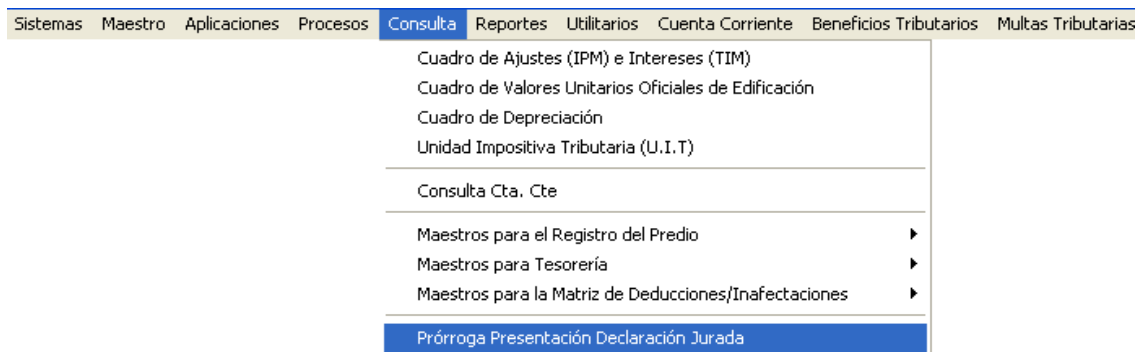 Sistemas Maestro Aplicaciones Procesos Consulta Reportes Utilitarios Cuenta Corriente Beneficios Tributarios Multas Tributarias
Cuadro de Ajustes (IPM) e Intereses (TIM)
Cuadro de Valores Unitarios Oficiales de Edificación
Cuadro de Depreciación
Unidad Impositiva Tributaria (U.I.T)
Consulta Cta. Cte
Maestros para el Registro del Predio
Maestros para Tesorería
Maestros para la Matriz de Deducciones/Inafectaciones
Prórroga Presentación Declaración Jurada